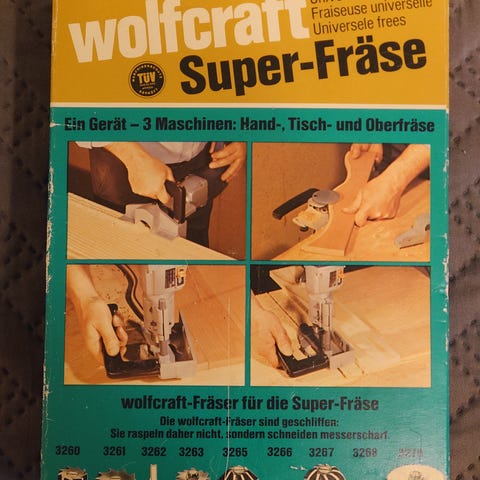 wolfcraft
Fraiseuse universelle
Universele frees
TÜV
Super-Fräse
Ein Gerät – 3 Maschinen: Hand-, Tisch- und Oberfräse
wolfcraft-Fräser für die Super-Fräse
Die wolfcraft-Fräser sind geschliffen:
Sie raspeln daher nicht, sondern schneiden messerscharf.
3260 3261 3262 3263 3265 3266 3267 3268